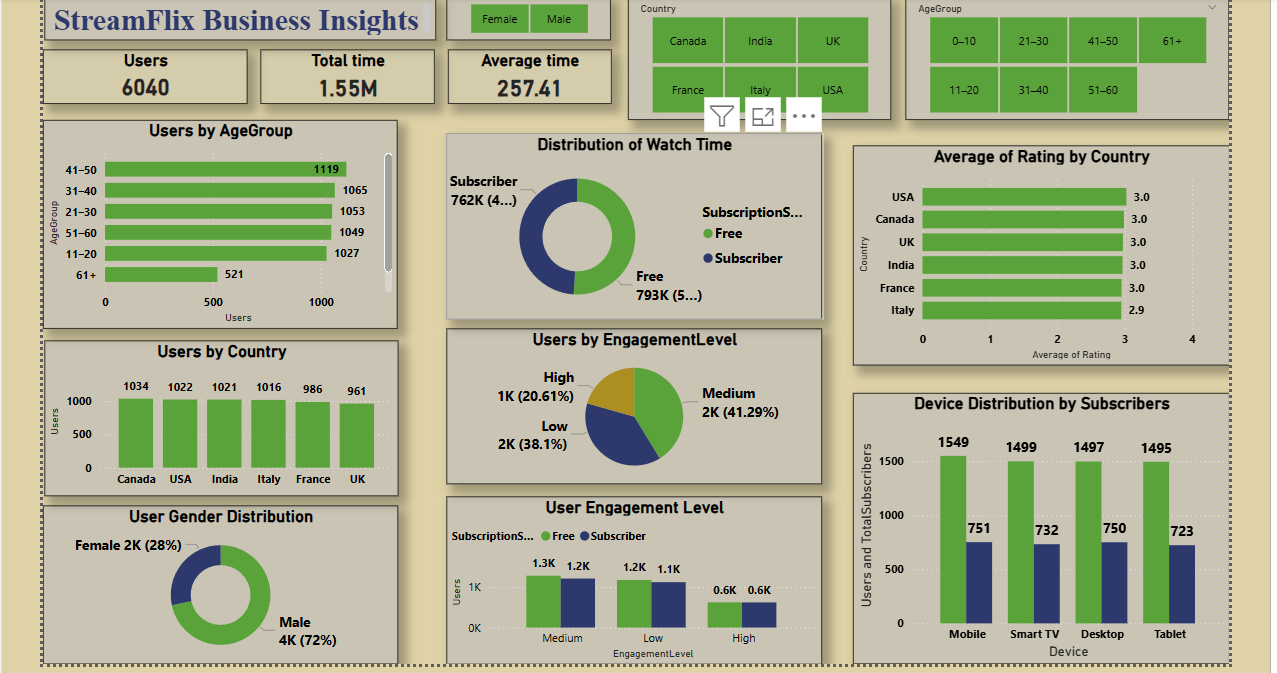 StreamFlix Business Insights
Female
Male
Country
Canada
India
UK
France
Italy
USA
AgeGroup
0–10
21–30
41–50
61+
11–20
31–40
51–60
Users
6040
Total time
1.55M
Average time
257.41
Users by AgeGroup
AgeGroup
41–50
1119
31–40
1065
21–30
1053
51–60
1049
11–20
1027
61+
521
0
500
1000
Users
Users by Country
Users
1000
500
0
1034
1022
1021
1016
986
961
Canada
USA
India
Italy
France
UK
User Gender Distribution
Female 2K (28%)
Male
4K (72%)
Distribution of Watch Time
Subscriber
762K (4...)
Free
793K (5...)
SubscriptionS...
Free
Subscriber
Users by EngagementLevel
High
1K (20.61%)
Low
2K (38.1%)
Medium
2K (41.29%)
User Engagement Level
SubscriptionS...
Free
Subscriber
Users
1K
0K
1.3K
1.2K
1.2K
1.1K
0.6K
0.6K
Medium
Low
High
EngagementLevel
Average of Rating by Country
Country
USA
3.0
Canada
3.0
UK
3.0
India
3.0
France
3.0
Italy
2.9
0
1
2
3
4
Average of Rating
Device Distribution by Subscribers
Users and TotalSubscribers
1500
1000
500
0
1549
751
1499
732
1497
750
1495
723
Mobile
Smart TV
Desktop
Tablet
Device